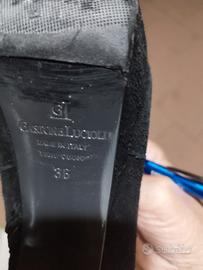 GL
GASTONE LUCIOLI
MADE IN ITALY
VERO CUOIO
36
subito